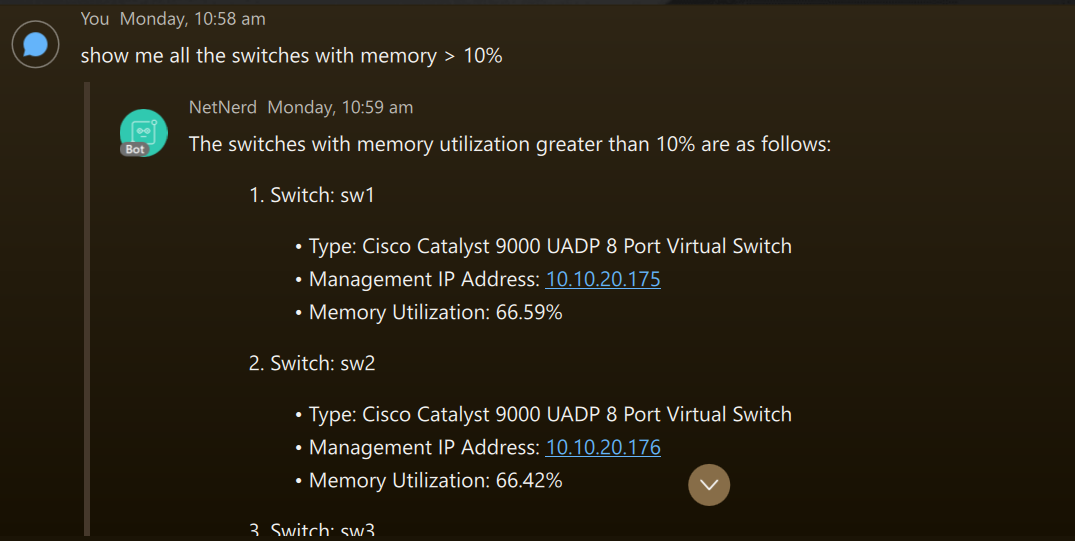 You Monday, 10:58 am
show me all the switches with memory > 10%
NetNerd Monday, 10:59 am
Bot
The switches with memory utilization greater than 10% are as follows:
1. Switch: sw1
• Type: Cisco Catalyst 9000 UADP 8 Port Virtual Switch
• Management IP Address: 10.10.20.175
• Memory Utilization: 66.59%
2. Switch: sw2
• Type: Cisco Catalyst 9000 UADP 8 Port Virtual Switch
• Management IP Address: 10.10.20.176
• Memory Utilization: 66.42%
3. Switch: sw3